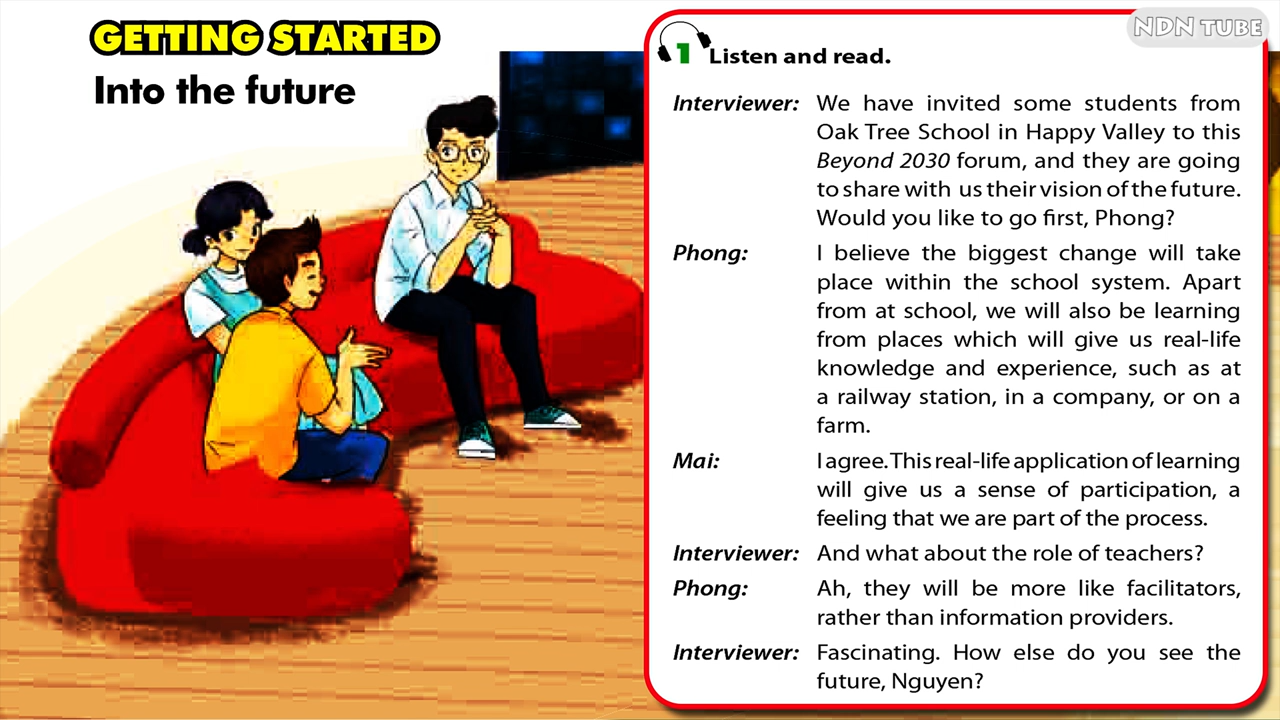 GETTING STARTED
Into the future
NDN TUBE
1 Listen and read.
Interviewer: We have invited some students from
Oak Tree School in Happy Valley to this
Beyond 2030 forum, and they are going
to share with us their vision of the future.
Would you like to go first, Phong?
Phong: I believe the biggest change will take
place within the school system. Apart
from at school, we will also be learning
from places which will give us real-life
knowledge and experience, such as at
a railway station, in a company, or on a
farm.
Mai: I agree. This real-life application of learning
will give us a sense of participation, a
feeling that we are part of the process.
Interviewer: And what about the role of teachers?
Phong: Ah, they will be more like facilitators,
rather than information providers.
Interviewer: Fascinating. How else do you see the
future, Nguyen?